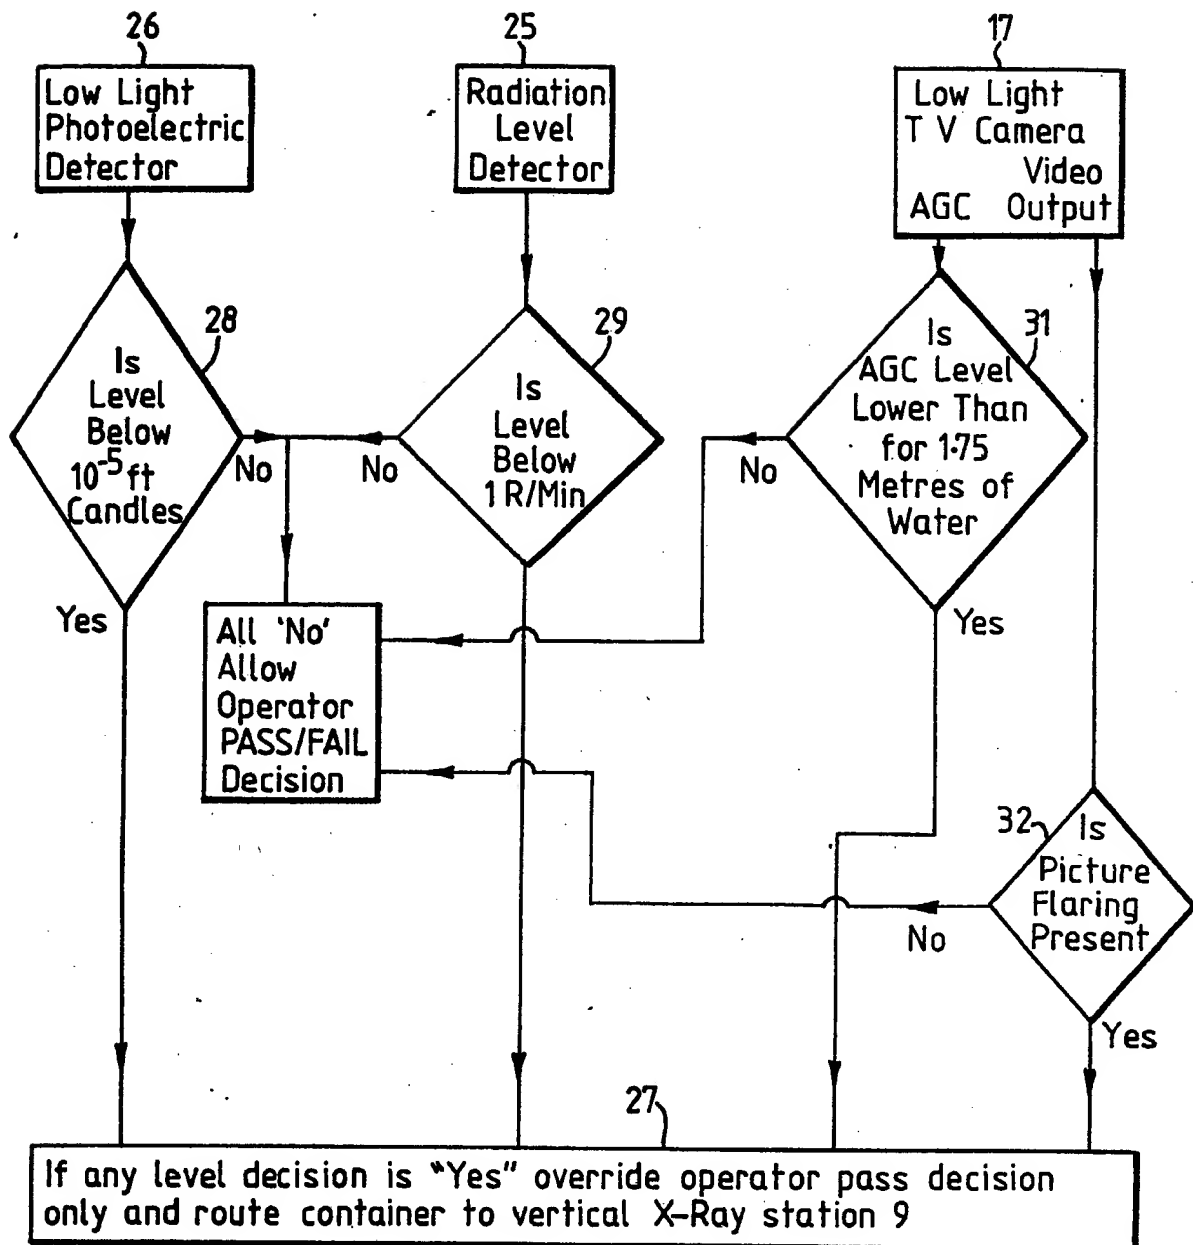 26
25
17
Low Light
Photoelectric
Detector
Radiation
Level
Detector
Low Light
T V Camera
Video
AGC Output
28
Is
Level
Below
10⁻⁵ ft
Candles
No
Yes
29
Is
Level
Below
1 R/Min
No
31
Is
AGC Level
Lower Than
for 1·75
Metres of
Water
No
Yes
All 'No'
Allow
Operator
PASS/FAIL
Decision
32
Is
Picture
Flaring
Present
No
Yes
27
If any level decision is "Yes" override operator pass decision
only and route container to vertical X-Ray station 9